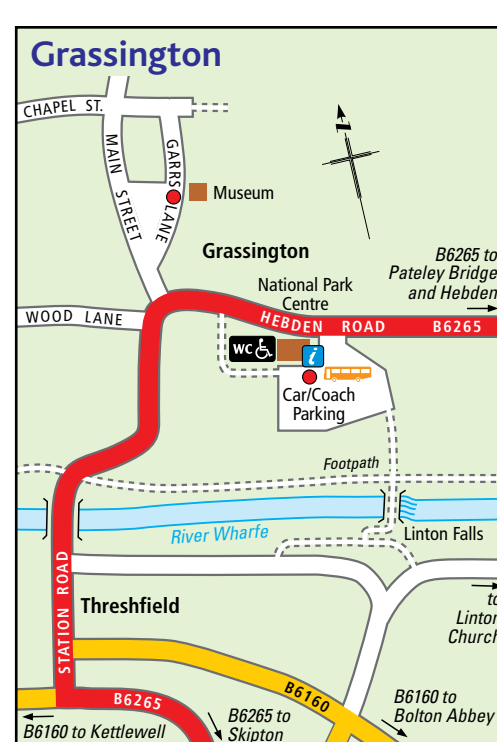 Grassington
CHAPEL ST.
MAIN STREET
GARRS LANE
Museum
Grassington
National Park
Centre
B6265 to
Pateley Bridge
and Hebden
WOOD LANE
HEBDEN ROAD B6265
WC
i
Car/Coach
Parking
Footpath
River Wharfe
Linton Falls
STATION ROAD
Threshfield
to
Linton
Church
B6265
B6160
B6160 to Kettlewell
B6265 to
Skipton
B6160 to
Bolton Abbey